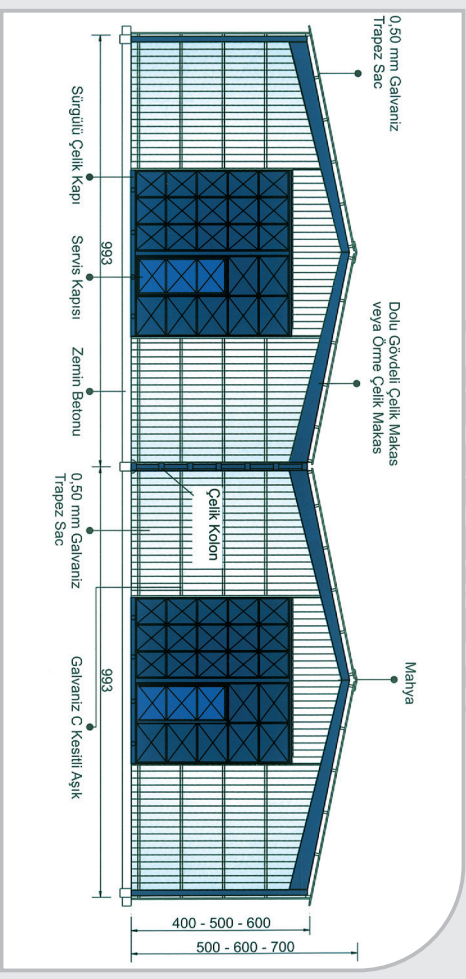 0,50 mm Galvaniz
Trapez Sac
Dolu Gövdeli Çelik Makas
veya Örme Çelik Makas
Mahya
Çelik Kolon
400 - 500 - 600
500 - 600 - 700
993
993
Sürgülü Çelik Kapı
Servis Kapısı
Zemin Betonu
0,50 mm Galvaniz
Trapez Sac
Galvaniz C Kesitli Aşık